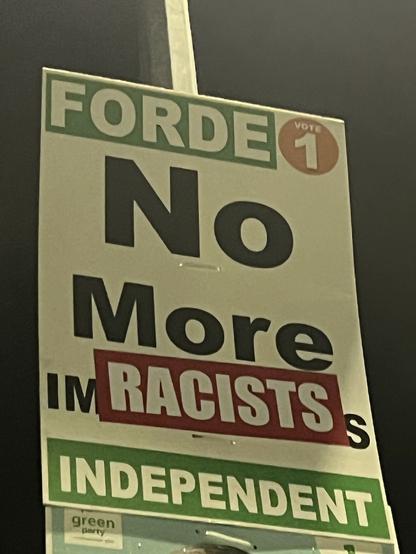 FORDE
VOTE
1
No
More
IM RACISTS S
INDEPENDENT
green
party